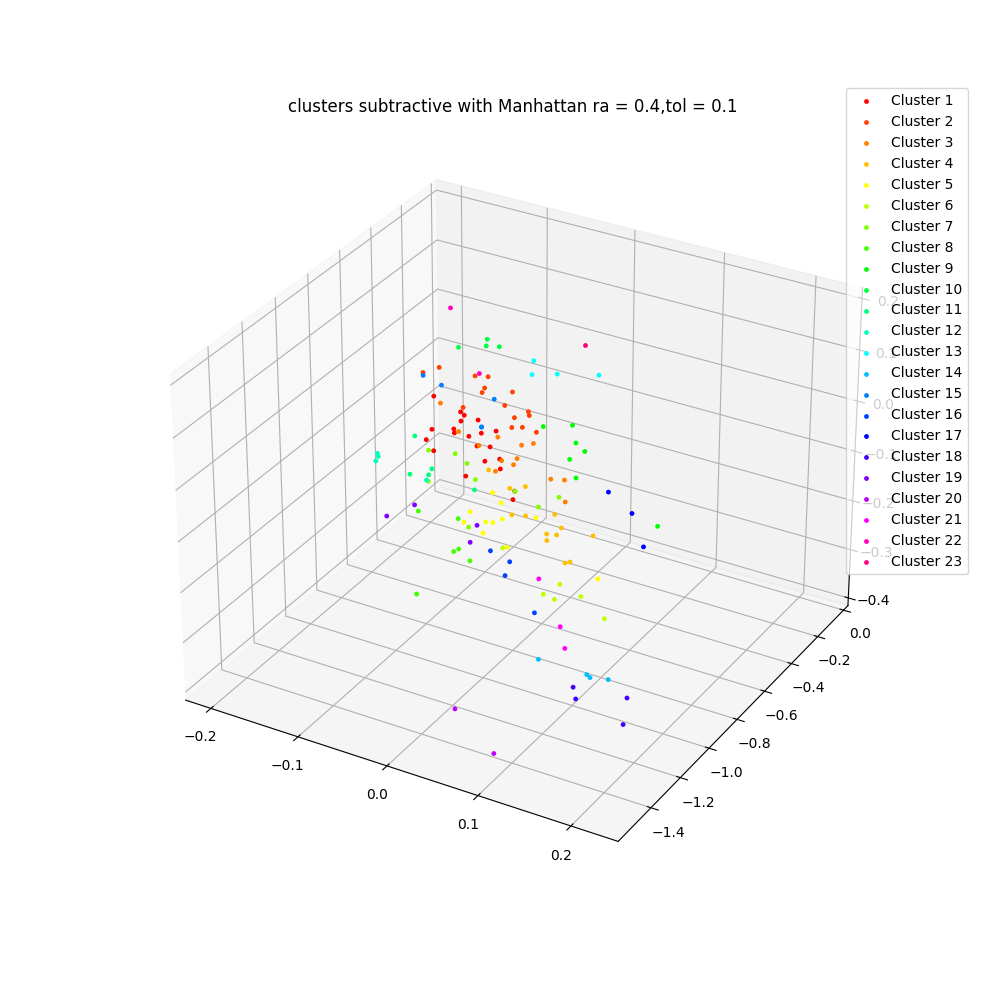 clusters subtractive with Manhattan ra = 0.4,tol = 0.1
Cluster 1
Cluster 2
Cluster 3
Cluster 4
Cluster 5
Cluster 6
Cluster 7
Cluster 8
Cluster 9
Cluster 10
Cluster 11
Cluster 12
Cluster 13
Cluster 14
Cluster 15
Cluster 16
Cluster 17
Cluster 18
Cluster 19
Cluster 20
Cluster 21
Cluster 22
Cluster 23
0.2
0.1
0.0
−0.1
−0.2
−0.3
−0.4
0.0
−0.2
−0.4
−0.6
−0.8
−1.0
−1.2
−1.4
−0.2
−0.1
0.0
0.1
0.2